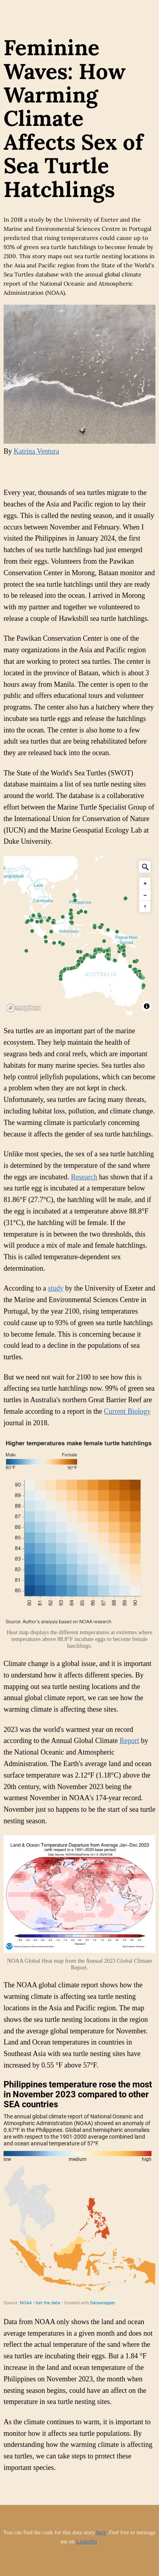 Feminine
Waves: How
Warming
Climate
Affects Sex of
Sea Turtle
Hatchlings
In 2018 a study by the University of Exeter and the
Marine and Environmental Sciences Centre in Portugal
predicted that rising temperatures could cause up to
93% of green sea turtle hatchlings to become female by
2100. This story maps out sea turtle nesting locations in
the Asia and Pacific region from the State of the World's
Sea Turtles database with the annual global climate
report of the National Oceanic and Atmospheric
Administration (NOAA).
By Katrina Ventura
Every year, thousands of sea turtles migrate to the
beaches of the Asia and Pacific region to lay their
eggs. This is called the nesting season, and it usually
occurs between November and February. When I
visited the Philippines in January 2024, the first
batches of sea turtle hatchlings had just emerged
from their eggs. Volunteers from the Pawikan
Conservation Center in Morong, Bataan monitor and
protect the sea turtle hatchlings until they are ready
to be released into the ocean. I arrived in Morong
with my partner and together we volunteered to
release a couple of Hawksbill sea turtle hatchlings.
The Pawikan Conservation Center is one of the
many organizations in the Asia and Pacific region
that are working to protect sea turtles. The center is
located in the province of Bataan, which is about 3
hours away from Manila. The center is open to the
public and offers educational tours and volunteer
programs. The center also has a hatchery where they
incubate sea turtle eggs and release the hatchlings
into the ocean. The center is also home to a few
adult sea turtles that are being rehabilitated before
they are released back into the ocean.
The State of the World's Sea Turtles (SWOT)
database maintains a list of sea turtle nesting sites
around the world. The database is a collaborative
effort between the Marine Turtle Specialist Group of
the International Union for Conservation of Nature
(IUCN) and the Marine Geospatial Ecology Lab at
Duke University.
Laos
Cambodia
Philippines
Indonesia
Papua New
Guinea
AUSTRALIA
mapbox
Sea turtles are an important part of the marine
ecosystem. They help maintain the health of
seagrass beds and coral reefs, which are important
habitats for many marine species. Sea turtles also
help control jellyfish populations, which can become
a problem when they are not kept in check.
Unfortunately, sea turtles are facing many threats,
including habitat loss, pollution, and climate change.
The warming climate is particularly concerning
because it affects the gender of sea turtle hatchlings.
Unlike most species, the sex of a sea turtle hatchling
is determined by the temperature of the sand where
the eggs are incubated. Research has shown that if a
sea turtle egg is incubated at a temperature below
81.86°F (27.7°C), the hatchling will be male, and if
the egg is incubated at a temperature above 88.8°F
(31°C), the hatchling will be female. If the
temperature is in between the two thresholds, this
will produce a mix of male and female hatchlings.
This is called temperature-dependent sex
determination.
According to a study by the University of Exeter and
the Marine and Environmental Sciences Centre in
Portugal, by the year 2100, rising temperatures
could cause up to 93% of green sea turtle hatchlings
to become female. This is concerning because it
could lead to a decline in the populations of sea
turtles.
But we need not wait for 2100 to see how this is
affecting sea turtle hatchlings now. 99% of green sea
turtles in Australia's northern Great Barrier Reef are
female according to a report in the Current Biology
journal in 2018.
Higher temperatures make female turtle hatchlings
Male Female
80°F 90°F
90
89
88
87
86
85
84
83
82
81
80
80 81 82 83 84 85 86 87 88 89 90
Source: Author's analysis based on NOAA research
Heat map displays the different temperatures at extremes where
temperatures above 88.8°F incubate eggs to become female
hatchlings.
Climate change is a global issue, and it is important
to understand how it affects different species. By
mapping out sea turtle nesting locations and the
annual global climate report, we can see how the
warming climate is affecting these sites.
2023 was the world's warmest year on record
according to the Annual Global Climate Report by
the National Oceanic and Atmospheric
Administration. The Earth's average land and ocean
surface temperature was 2.12°F (1.18°C) above the
20th century, with November 2023 being the
warmest November in NOAA's 174-year record.
November just so happens to be the start of sea turtle
nesting season.
Land & Ocean Temperature Departure from Average Jan–Dec 2023
(with respect to a 1991–2020 base period)
NOAA Global Heat map from the Annual 2023 Global Climate
Report.
The NOAA global climate report shows how the
warming climate is affecting sea turtle nesting
locations in the Asia and Pacific region. The map
shows the sea turtle nesting locations in the region
and the average global temperature for November.
Land and Ocean temperatures in countries in
Southeast Asia with sea turtle nesting sites have
increased by 0.55 °F above 57°F.
Philippines temperature rose the most
in November 2023 compared to other
SEA countries
The annual global climate report of National Oceanic and
Atmospheric Administration (NOAA) showed an anomaly of
0.67°F in the Philippines. Global and hemispheric anomalies
are with respect to the 1901-2000 average combined land
and ocean annual temperature of 57°F.
low medium high
Source: NOAA • Get the data • Created with Datawrapper
Data from NOAA only shows the land and ocean
average temperatures in a given month and does not
reflect the actual temperature of the sand where the
sea turtles are incubating their eggs. But a 1.84 °F
increase in the land and ocean temperature of the
Philippines on November 2023, the month when
nesting season begins, could have an affect on the
temperature in sea turtle nesting sites.
As the climate continues to warm, it is important to
monitor how it affects sea turtle populations. By
understanding how the warming climate is affecting
sea turtles, we can take steps to protect these
important species.
You can find the code for this data story here. Feel free to message
me on LinkedIn.